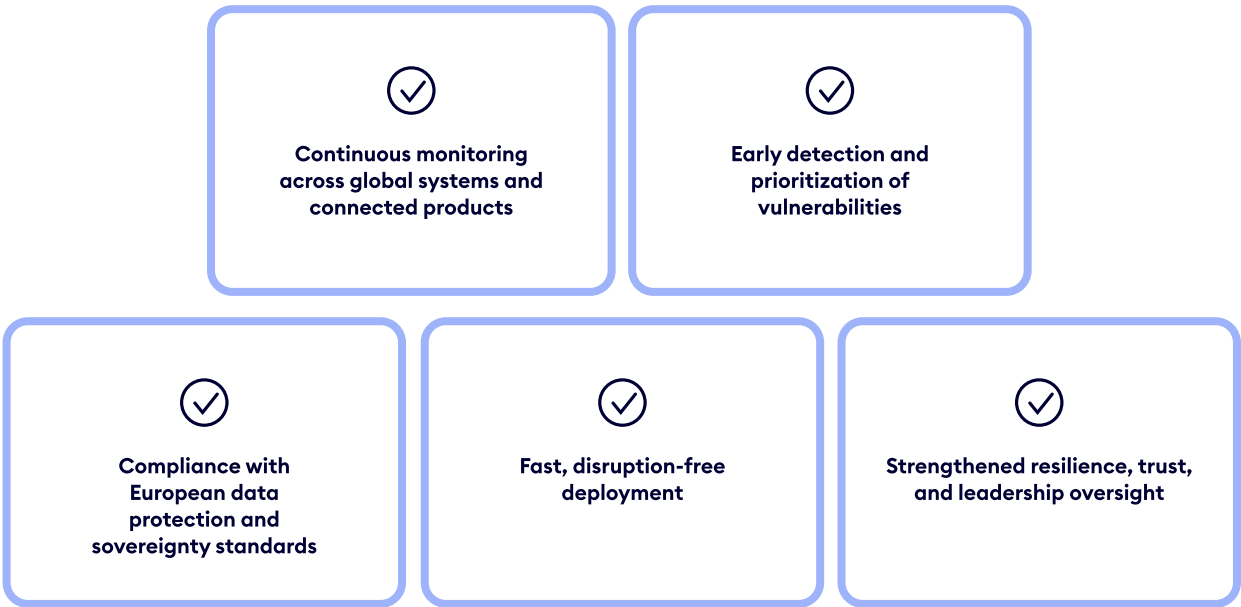 Continuous monitoring
across global systems and
connected products
Early detection and
prioritization of
vulnerabilities
Compliance with
European data
protection and
sovereignty standards
Fast, disruption-free
deployment
Strengthened resilience, trust,
and leadership oversight